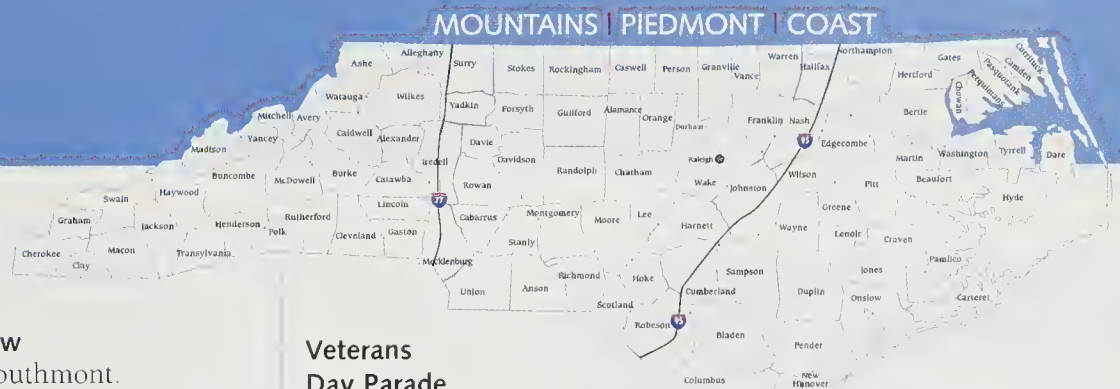 MOUNTAINS | PIEDMONT | COAST
Alleghany
Northampton
Ashe
Surry
Stokes
Rockingham
Caswell
Person
Granville
Vance
Warren
Halifax
Gates
Hertford
Currituck
Camden
Pasquotank
Perquimans
Chowan
Watauga
Wilkes
Yadkin
Forsyth
Guilford
Alamance
Orange
Durham
Franklin
Nash
Bertie
Mitchell
Avery
Caldwell
Alexander
Davie
95
Edgecombe
Yancey
Madison
Iredell
Davidson
Randolph
Chatham
Raleigh
Wake
Johnston
Wilson
Martin
Washington
Tyrrell
Dare
Buncombe
McDowell
Burke
Catawba
Rowan
Pitt
Beaufort
Hyde
Swain
Haywood
Lincoln
77
Cabarrus
Montgomery
Moore
Lee
Harnett
Greene
Wayne
Lenoir
Craven
Graham
Jackson
Henderson
Polk
Rutherford
Cleveland
Gaston
Stanly
Cherokee
Macon
Clay
Transylvania
Mecklenburg
Union
Anson
Richmond
Scotland
Hoke
Cumberland
Sampson
Duplin
Jones
Onslow
Pamlico
Carteret
Robeson
95
Bladen
Pender
Columbus
New
Hanover
w
outhmont.
Veterans
Day Parade